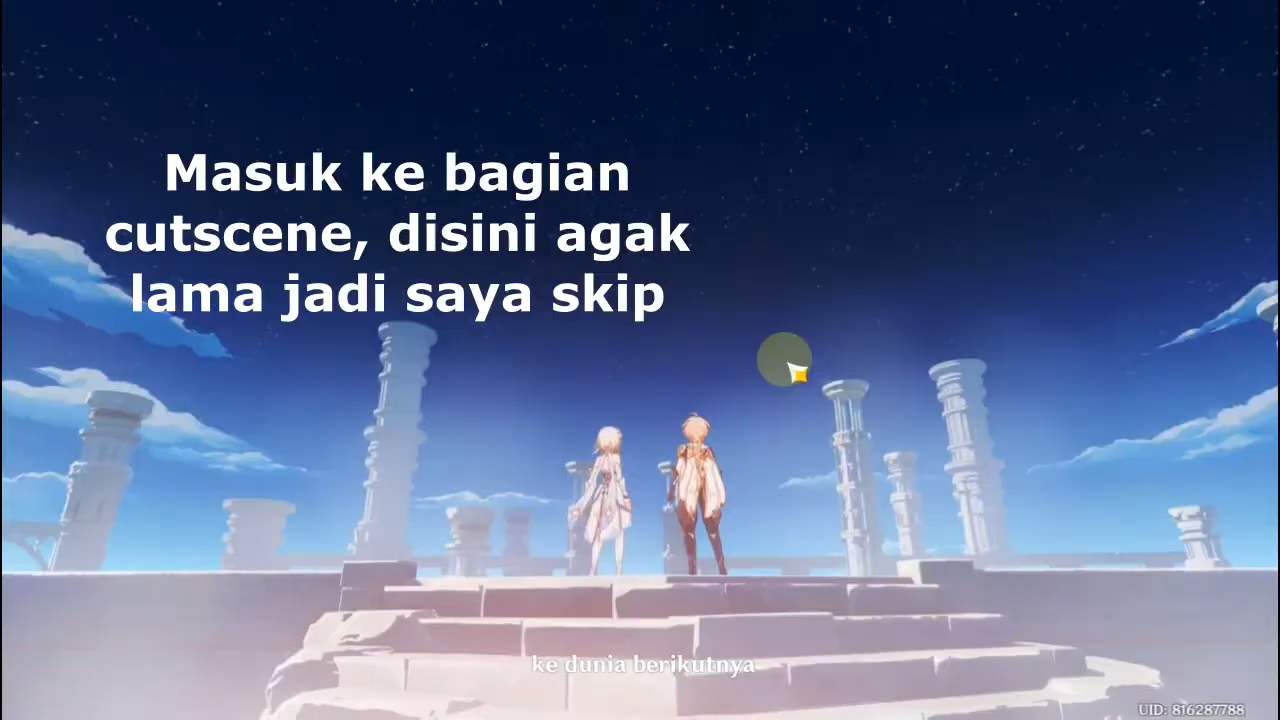 Masuk ke bagian
cutscene, disini agak
lama jadi saya skip
ke dunia berikutnya
UID: 816287788